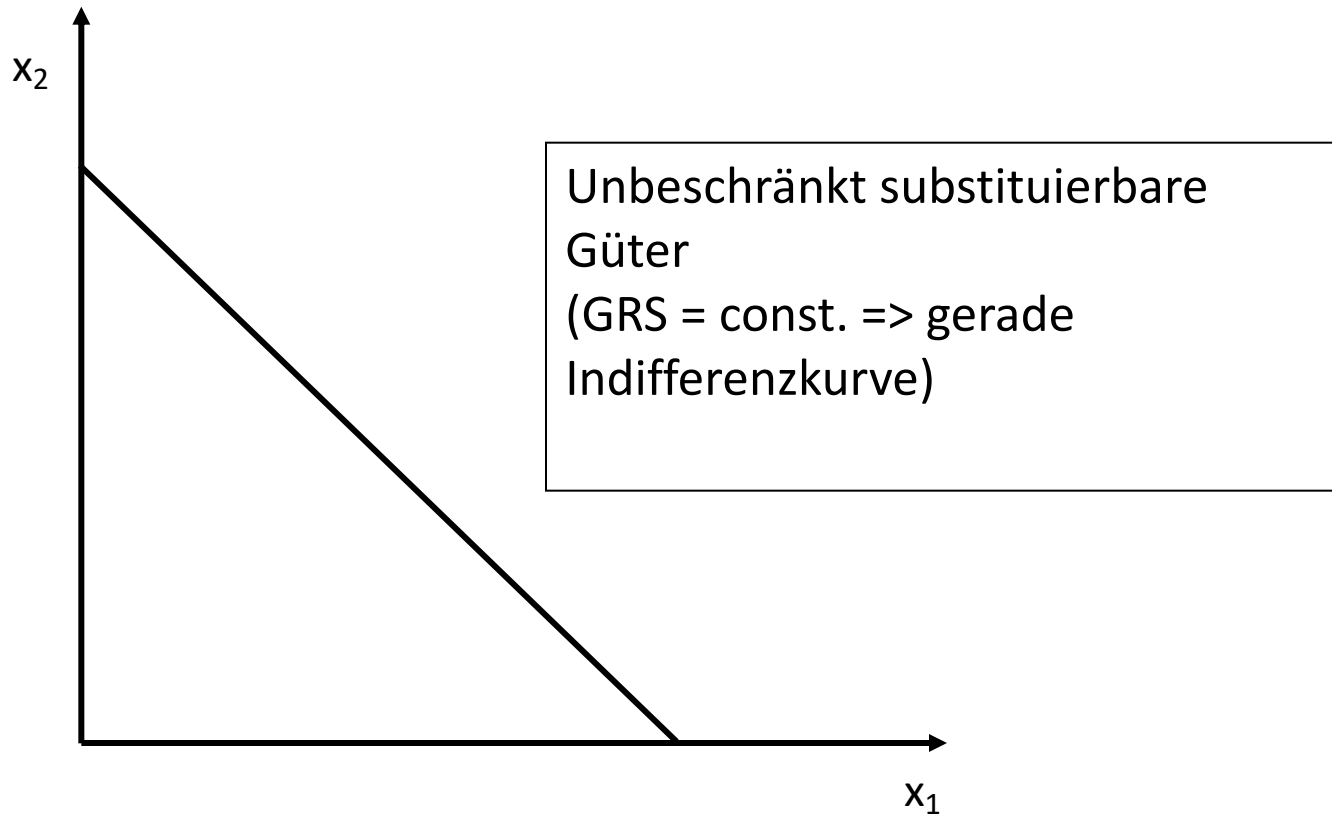 x₂
Unbeschränkt substituierbare
Güter
(GRS = const. => gerade
Indifferenzkurve)
x₁